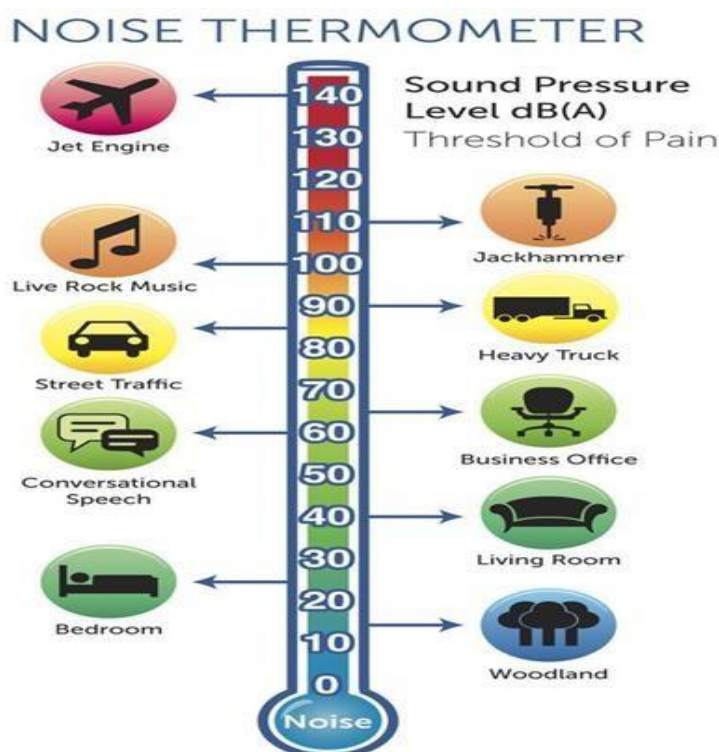 NOISE THERMOMETER
Sound Pressure
Level dB(A)
Threshold of Pain
Jet Engine
140
130
120
110
Jackhammer
Live Rock Music
100
90
Heavy Truck
Street Traffic
80
70
Business Office
60
Conversational
Speech
50
40
Living Room
30
Bedroom
20
10
Woodland
0
Noise